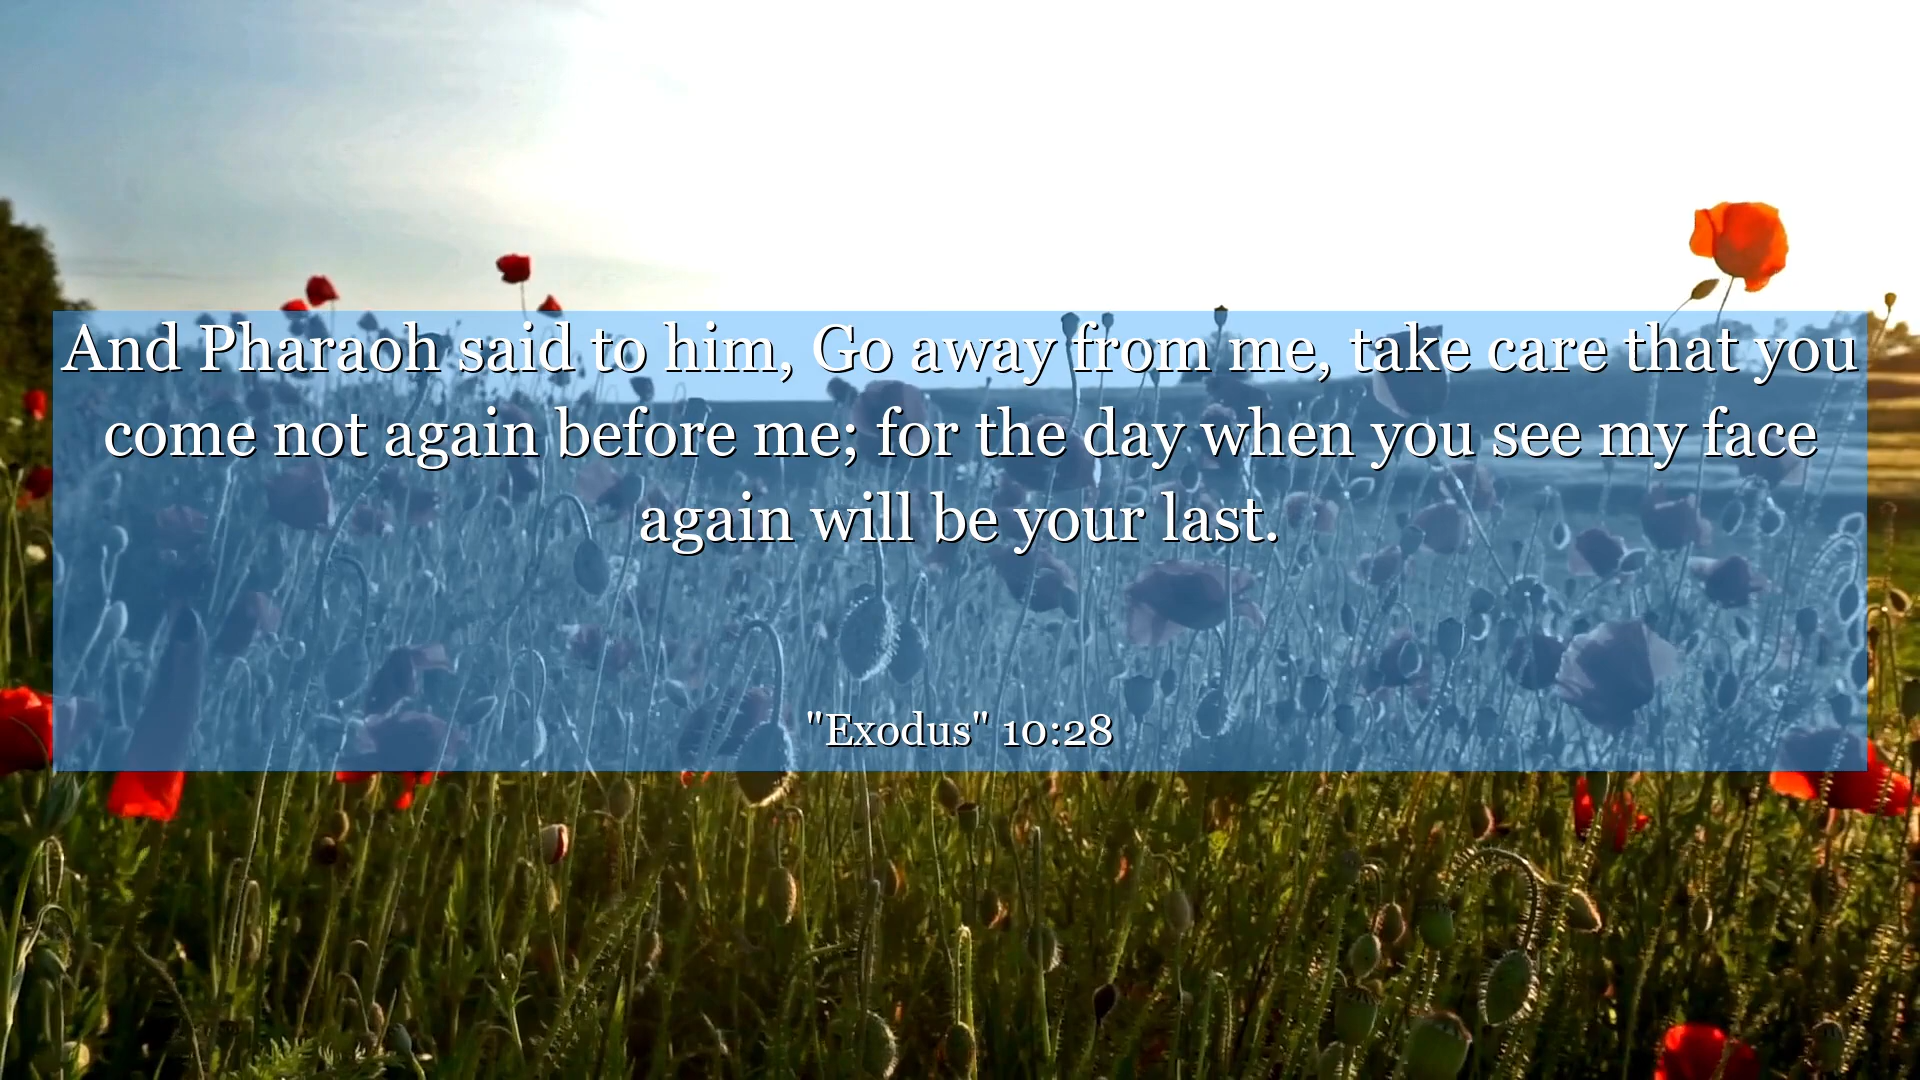 And Pharaoh said to him, Go away from me, take care that you
come not again before me; for the day when you see my face
again will be your last.
"Exodus" 10:28